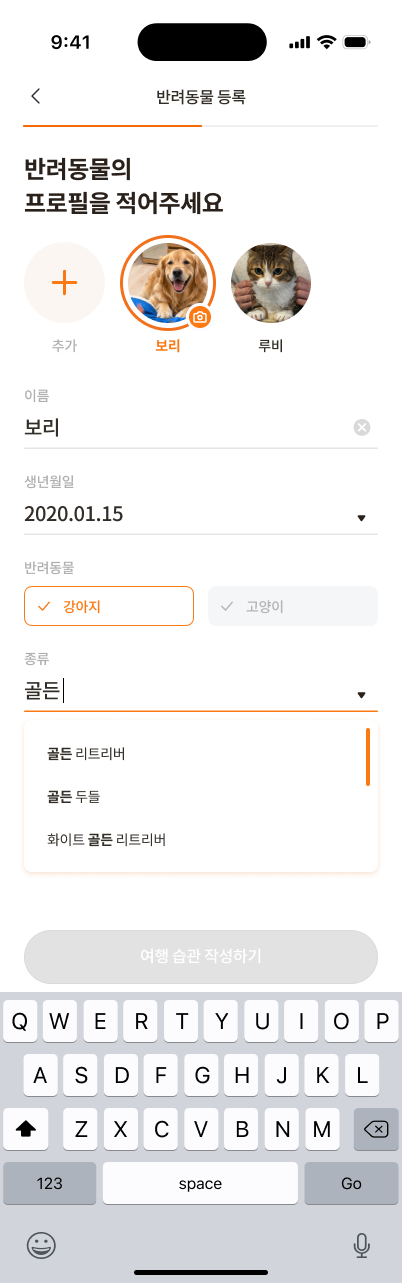 9:41
반려동물 등록
반려동물의
프로필을 적어주세요
추가
보리
루비
이름
보리
생년월일
2020.01.15
반려동물
강아지
고양이
종류
골든
골든 리트리버
골든 두들
화이트 골든 리트리버
여행 습관 작성하기
Q W E R T Y U I O P
A S D F G H J K L
Z X C V B N M
123 space Go